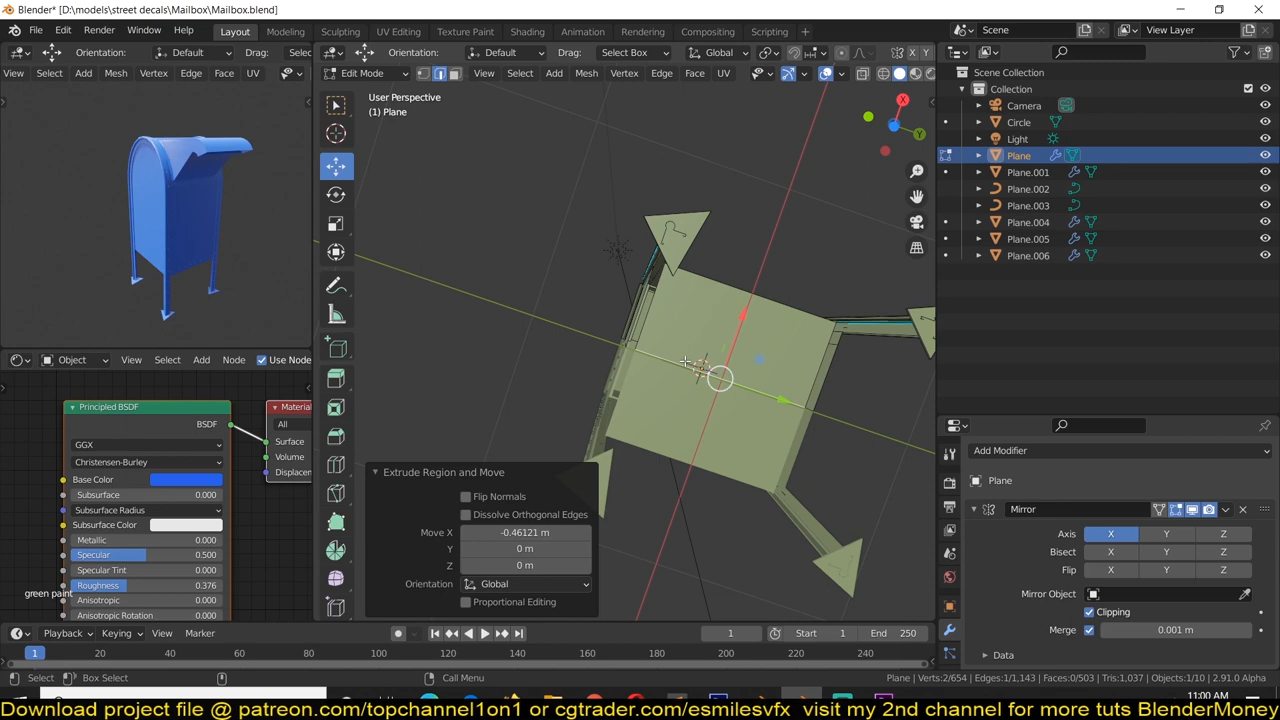 Blender* [D:\models\street decals\Mailbox\Mailbox.blend]
File Edit Render Window Help Layout Modeling Sculpting UV Editing Texture Paint Shading Animation Rendering Compositing Scripting Scene View Layer
Orientation: Default Drag: Selec Orientation: Default Drag: Select Box Global X Y
View Select Add Mesh Vertex Edge Face UV Edit Mode View Select Add Mesh Vertex Edge Face UV
Scene Collection
Collection
Camera
Circle
Light
Plane
Plane.001
Plane.002
Plane.003
Plane.004
Plane.005
Plane.006
User Perspective
(1) Plane
X
Y
Object View Select Add Node Use Node
Principled BSDF
BSDF
GGX
Christensen-Burley
Base Color
Subsurface 0.000
Subsurface Radius
Subsurface Color
Metallic 0.000
Specular 0.500
Specular Tint 0.000
Roughness 0.376
Anisotropic 0.000
Anisotropic Rotation 0.000
green paint
Material
All
Surface
Volume
Displacem
Extrude Region and Move
Flip Normals
Dissolve Orthogonal Edges
Move X -0.46121 m
Y 0 m
Z 0 m
Orientation Global
Proportional Editing
Add Modifier
Plane
Mirror
Axis X Y Z
Bisect X Y Z
Flip X Y Z
Mirror Object
Clipping
Merge 0.001 m
Data
Playback Keying View Marker 1 Start 1 End 250
1 20 40 60 80 100 120 140 160 180 200 220 240
Select Box Select Call Menu Plane | Verts:2/654 | Edges:1/1,143 | Faces:0/503 | Tris:1,037 | Objects:1/10 | 2.91.0 Alpha
11:00 AM
Download project file @ patreon.com/topchannel1on1 or cgtrader.com/esmilesvfx visit my 2nd channel for more tuts BlenderMoney